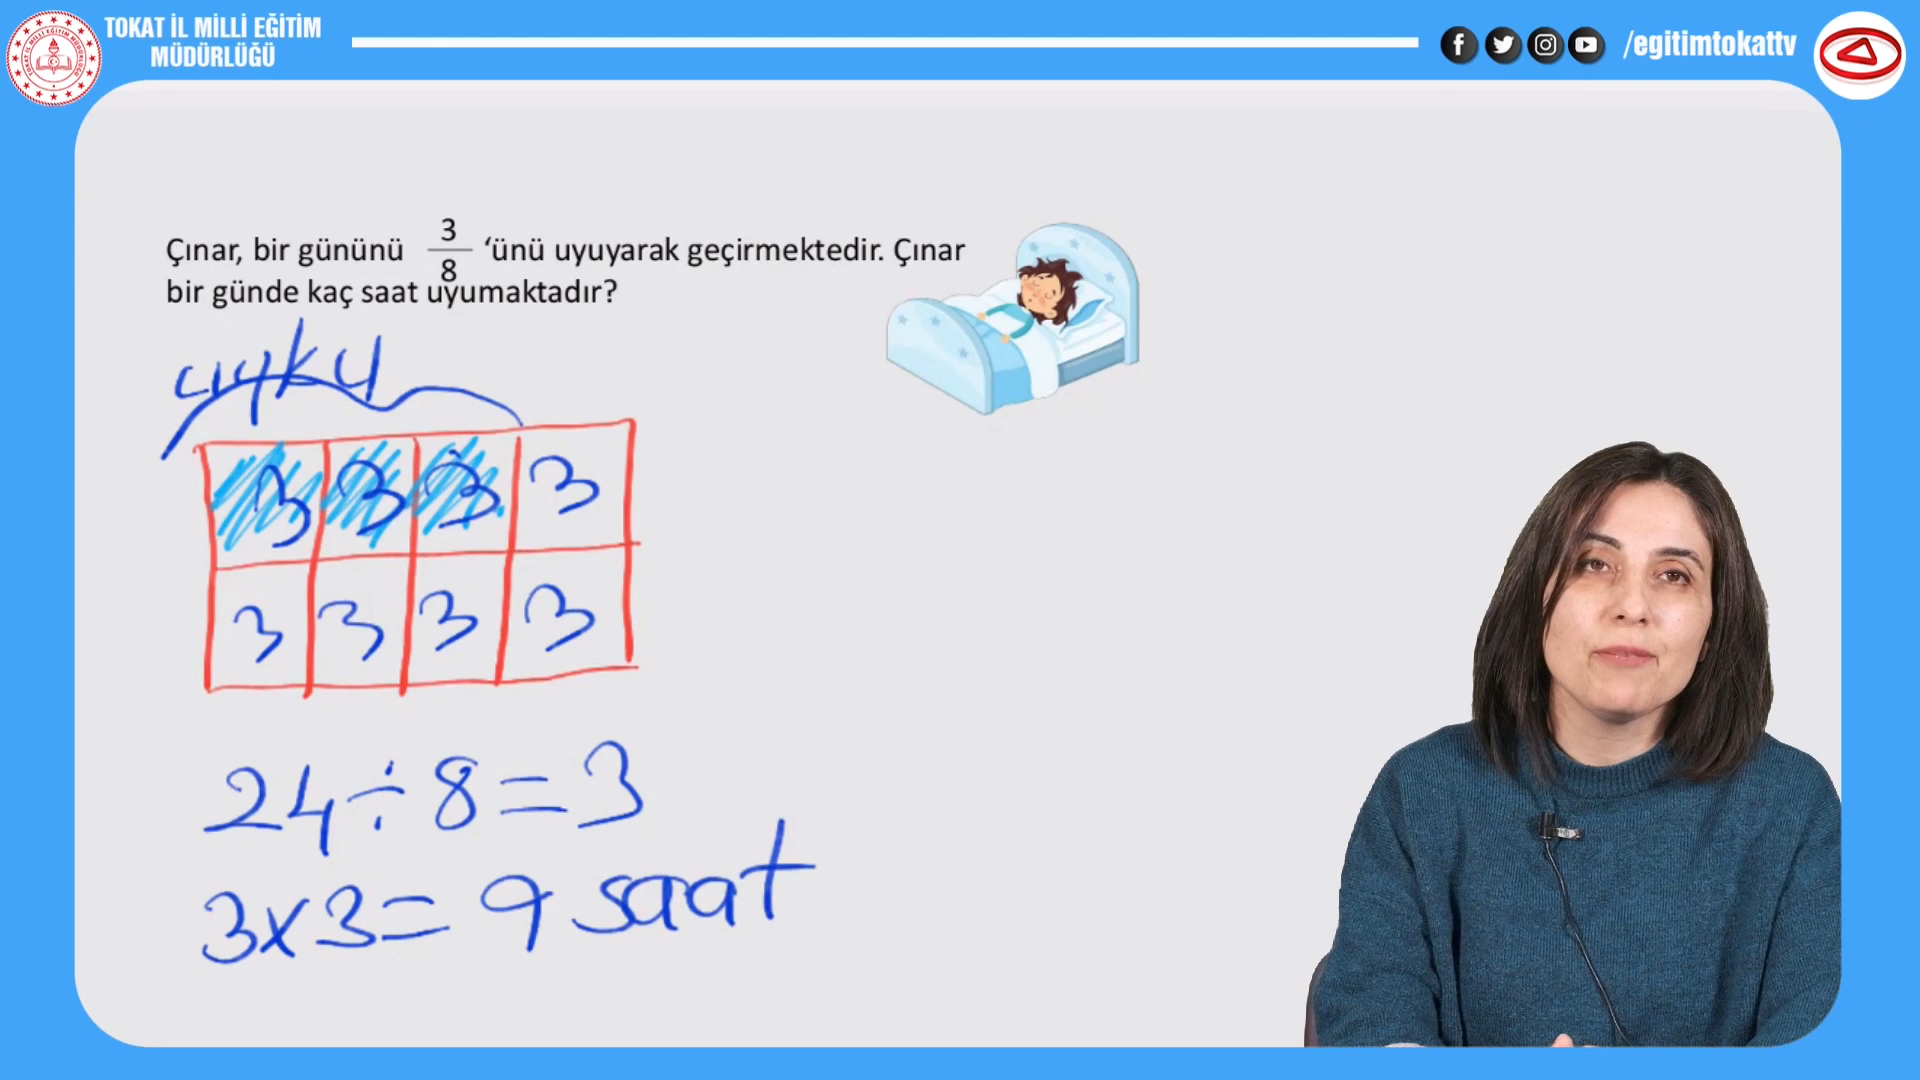 TOKAT İL MİLLİ EĞİTİM
MÜDÜRLÜĞÜ
/egitimtokattv
Çınar, bir gününü 3/8 ‘ünü uyuyarak geçirmektedir. Çınar
bir günde kaç saat uyumaktadır?
uyku
3 3 3 3
3 3 3 3
24÷8=3
3x3=9 saat